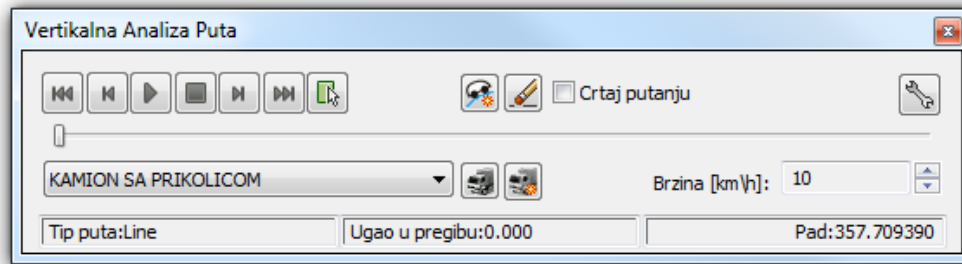 Vertikalna Analiza Puta
Crtaj putanju
KAMION SA PRIKOLICOM
Brzina [km\h]: 10
Tip puta:Line Ugao u pregibu:0.000 Pad:357.709390